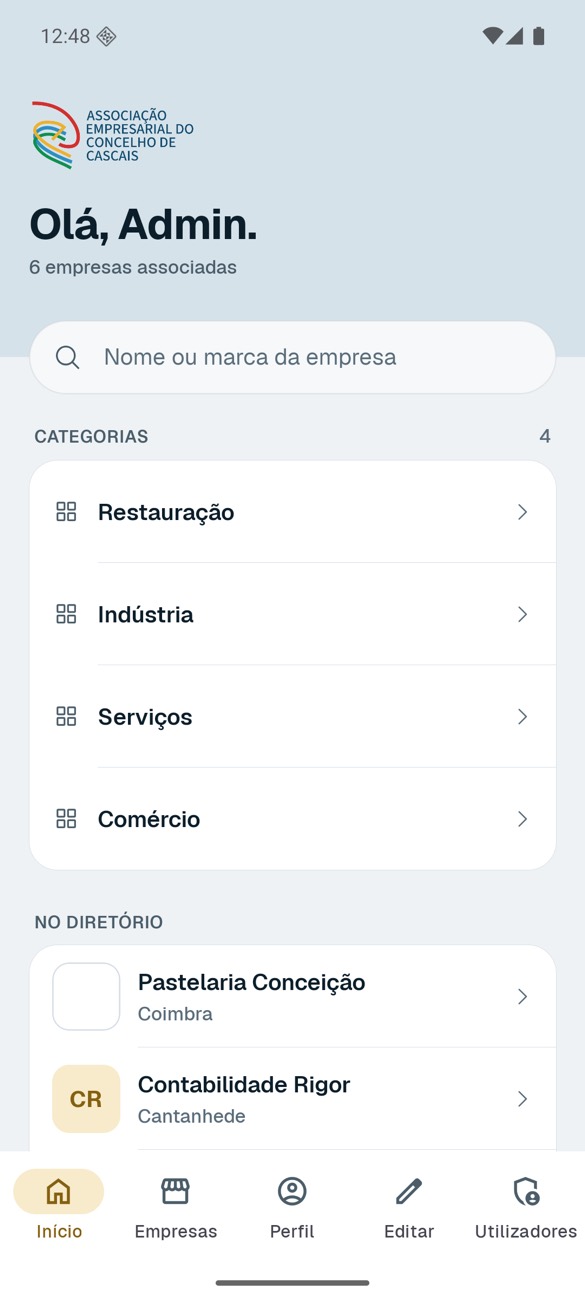 12:48
ASSOCIAÇÃO
EMPRESARIAL DO
CONCELHO DE
CASCAIS
Olá, Admin.
6 empresas associadas
Nome ou marca da empresa
CATEGORIAS 4
Restauração
Indústria
Serviços
Comércio
NO DIRETÓRIO
Pastelaria Conceição
Coimbra
CR Contabilidade Rigor
Cantanhede
Início Empresas Perfil Editar Utilizadores